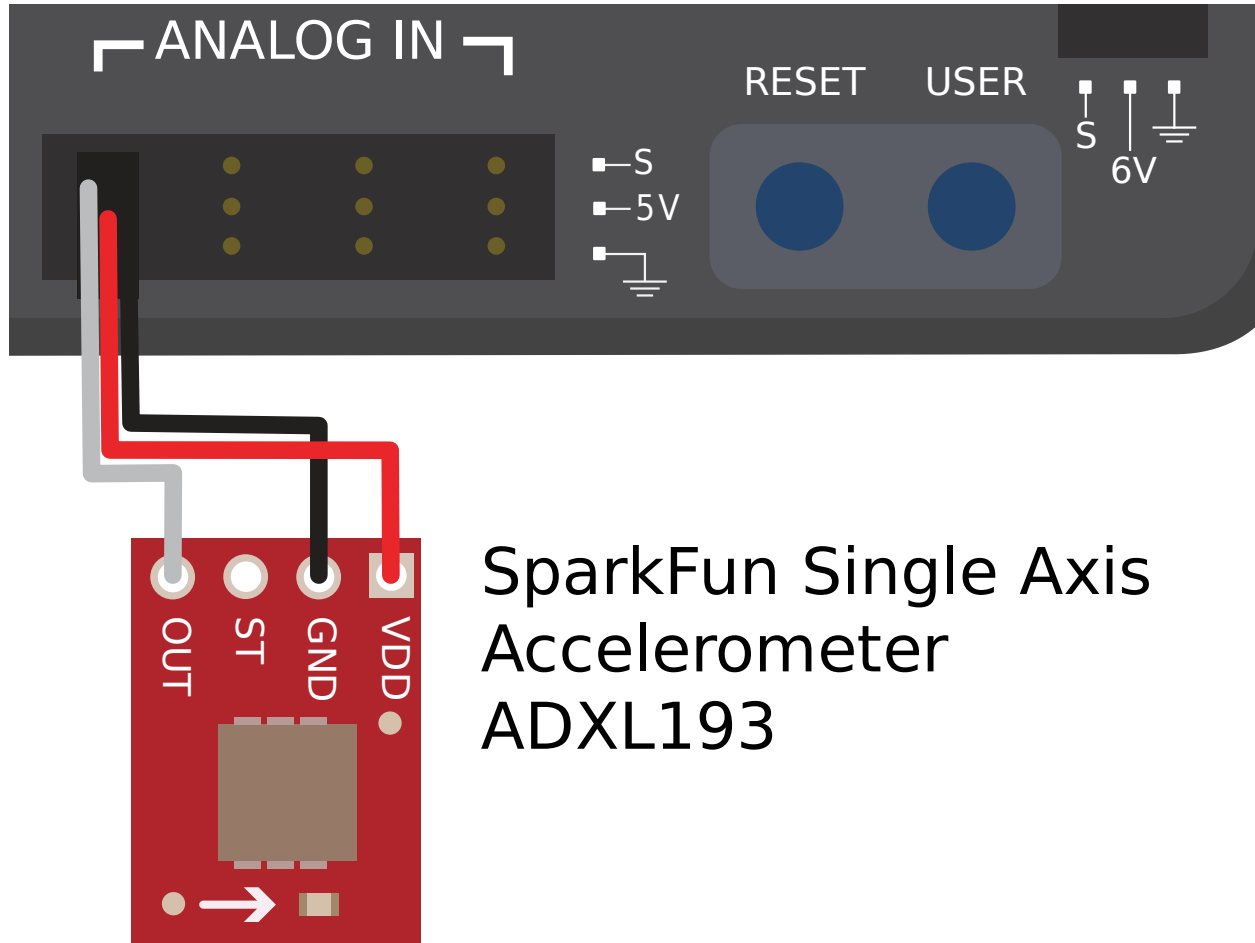 ANALOG IN
RESET
USER
S
6V
S
5V
OUT
ST
GND
VDD
SparkFun Single Axis
Accelerometer
ADXL193